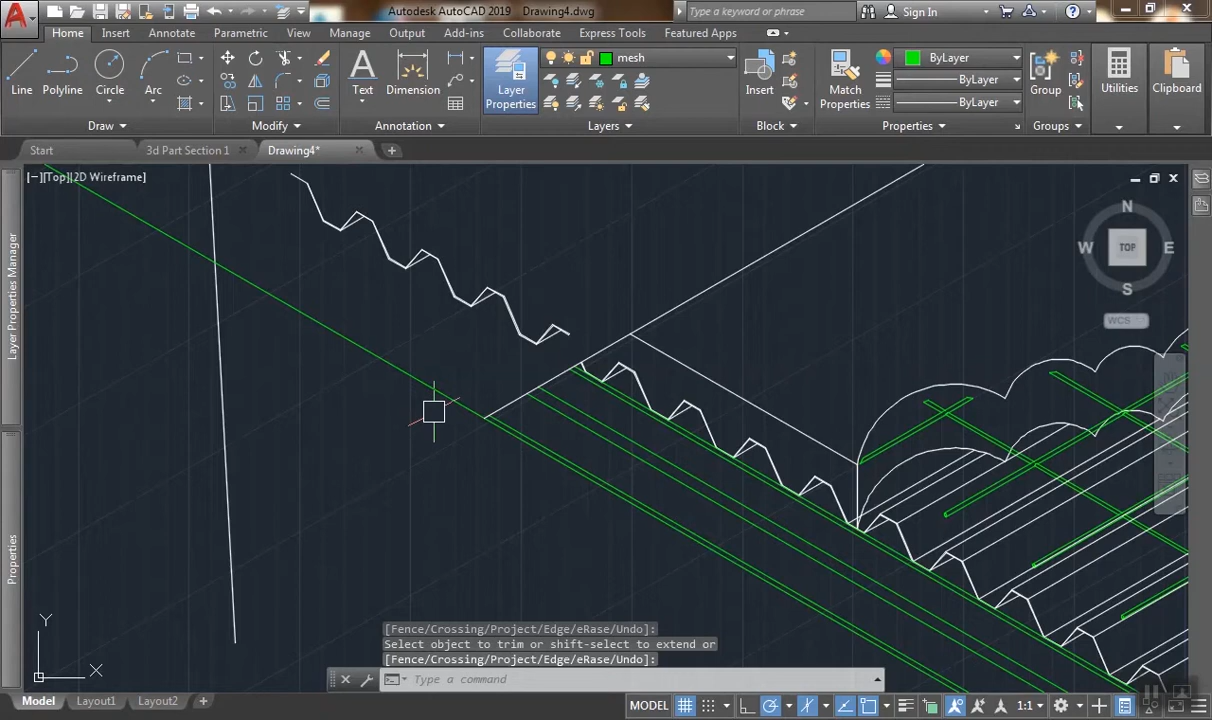 Autodesk AutoCAD 2019 Drawing4.dwg
Type a keyword or phrase
Sign In
Home Insert Annotate Parametric View Manage Output Add-ins Collaborate Express Tools Featured Apps
mesh
ByLayer
ByLayer
ByLayer
Line Polyline Circle Arc
Text Dimension
Layer
Properties
Insert
Match
Properties
Group
Utilities
Clipboard
Draw Modify Annotation Layers Block Properties Groups
Start 3d Part Section 1 Drawing4*
[−][Top][2D Wireframe]
N
W TOP E
S
WCS
Layer Properties Manager
Properties
Y
X
[Fence/Crossing/Project/Edge/eRase/Undo]:
Select object to trim or shift-select to extend or
[Fence/Crossing/Project/Edge/eRase/Undo]:
Type a command
Model Layout1 Layout2
MODEL 1:1